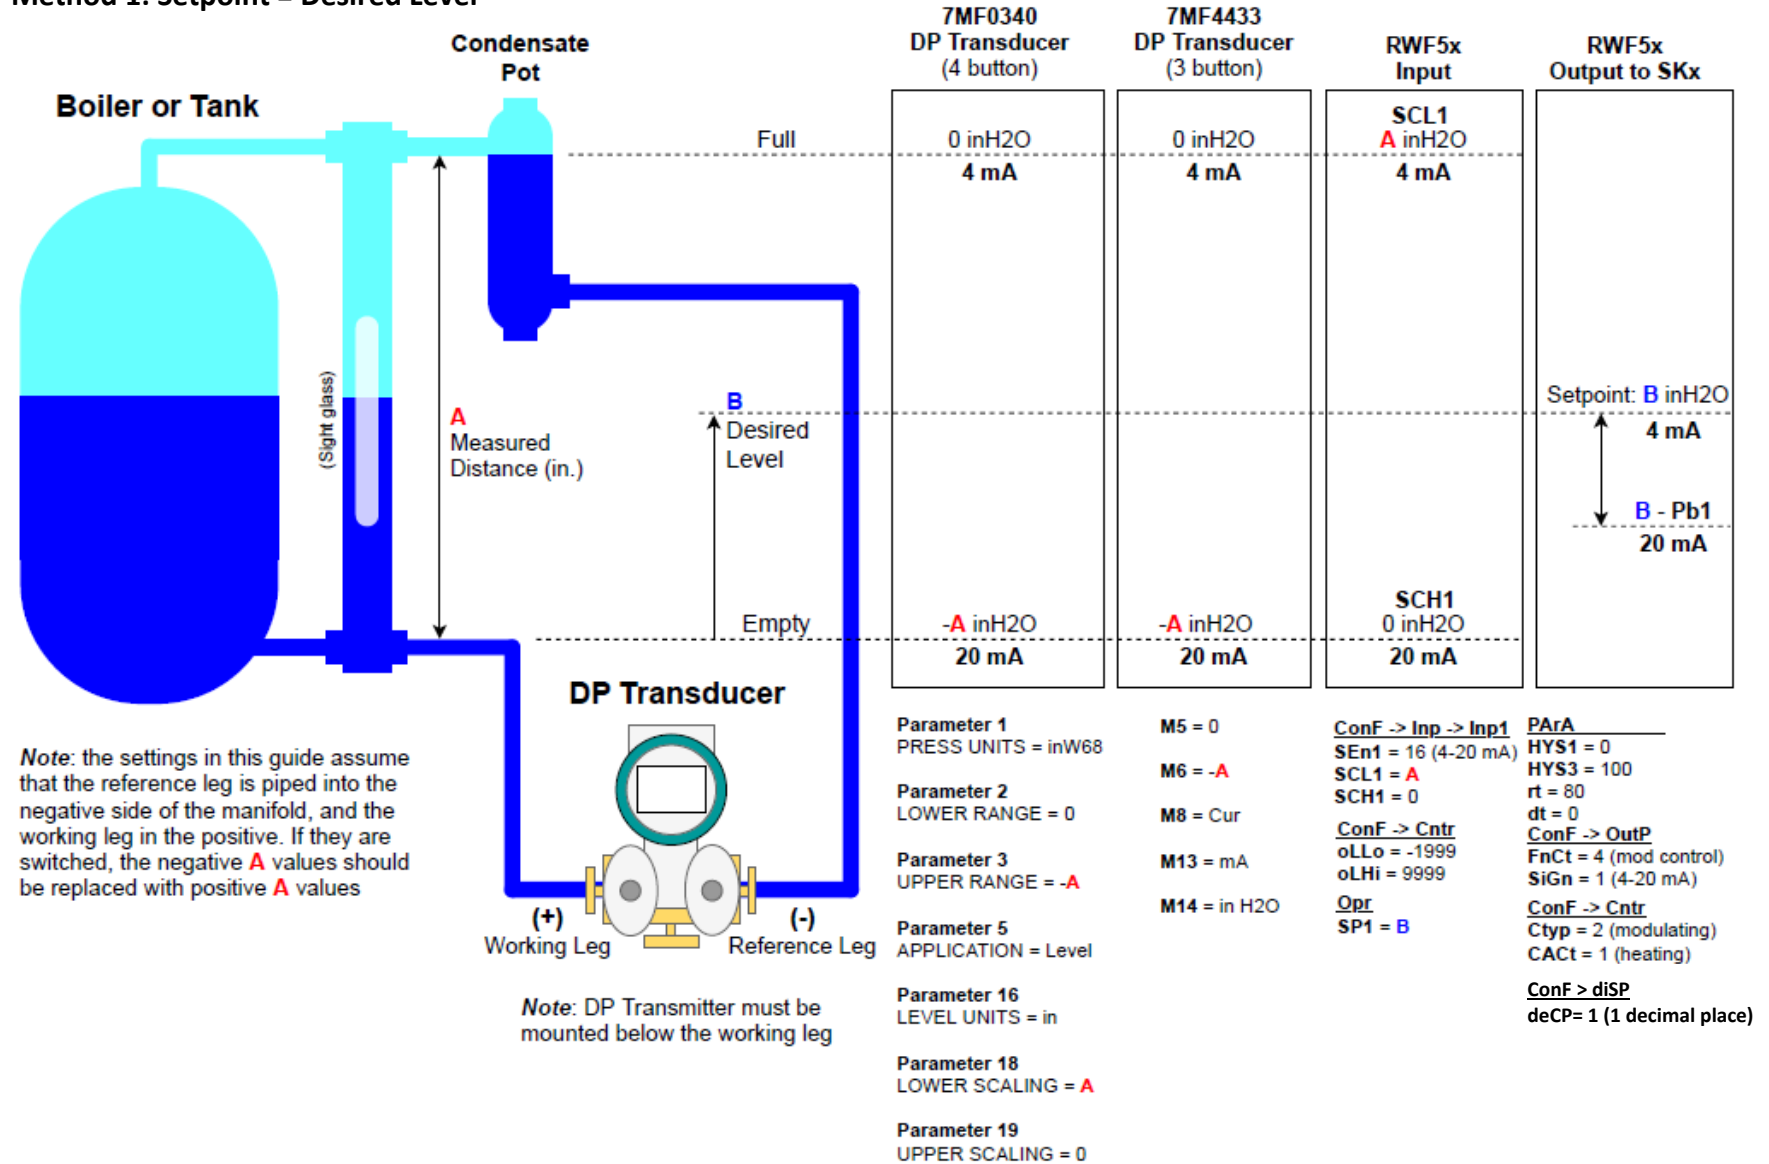 Method 1: Setpoint = Desired Level
7MF0340
DP Transducer
(4 button)
7MF4433
DP Transducer
(3 button)
RWF5x
Input
RWF5x
Output to SKx
Condensate
Pot
Boiler or Tank
Full
0 inH2O
4 mA
0 inH2O
4 mA
SCL1
A inH2O
4 mA
(Sight glass)
A
Measured
Distance (in.)
B
Desired
Level
Setpoint: B inH2O
4 mA
B - Pb1
20 mA
Empty
-A inH2O
20 mA
-A inH2O
20 mA
SCH1
0 inH2O
20 mA
DP Transducer
(+)
Working Leg
(-)
Reference Leg
Note: the settings in this guide assume
that the reference leg is piped into the
negative side of the manifold, and the
working leg in the positive. If they are
switched, the negative A values should
be replaced with positive A values
Note: DP Transmitter must be
mounted below the working leg
Parameter 1
PRESS UNITS = inW68
Parameter 2
LOWER RANGE = 0
Parameter 3
UPPER RANGE = -A
Parameter 5
APPLICATION = Level
Parameter 16
LEVEL UNITS = in
Parameter 18
LOWER SCALING = A
Parameter 19
UPPER SCALING = 0
M5 = 0
M6 = -A
M8 = Cur
M13 = mA
M14 = in H2O
ConF -> Inp -> Inp1
SEn1 = 16 (4-20 mA)
SCL1 = A
SCH1 = 0
ConF -> Cntr
oLLo = -1999
oLHi = 9999
Opr
SP1 = B
PArA
HYS1 = 0
HYS3 = 100
rt = 80
dt = 0
ConF -> OutP
FnCt = 4 (mod control)
SiGn = 1 (4-20 mA)
ConF -> Cntr
Ctyp = 2 (modulating)
CACt = 1 (heating)
ConF > diSP
deCP= 1 (1 decimal place)